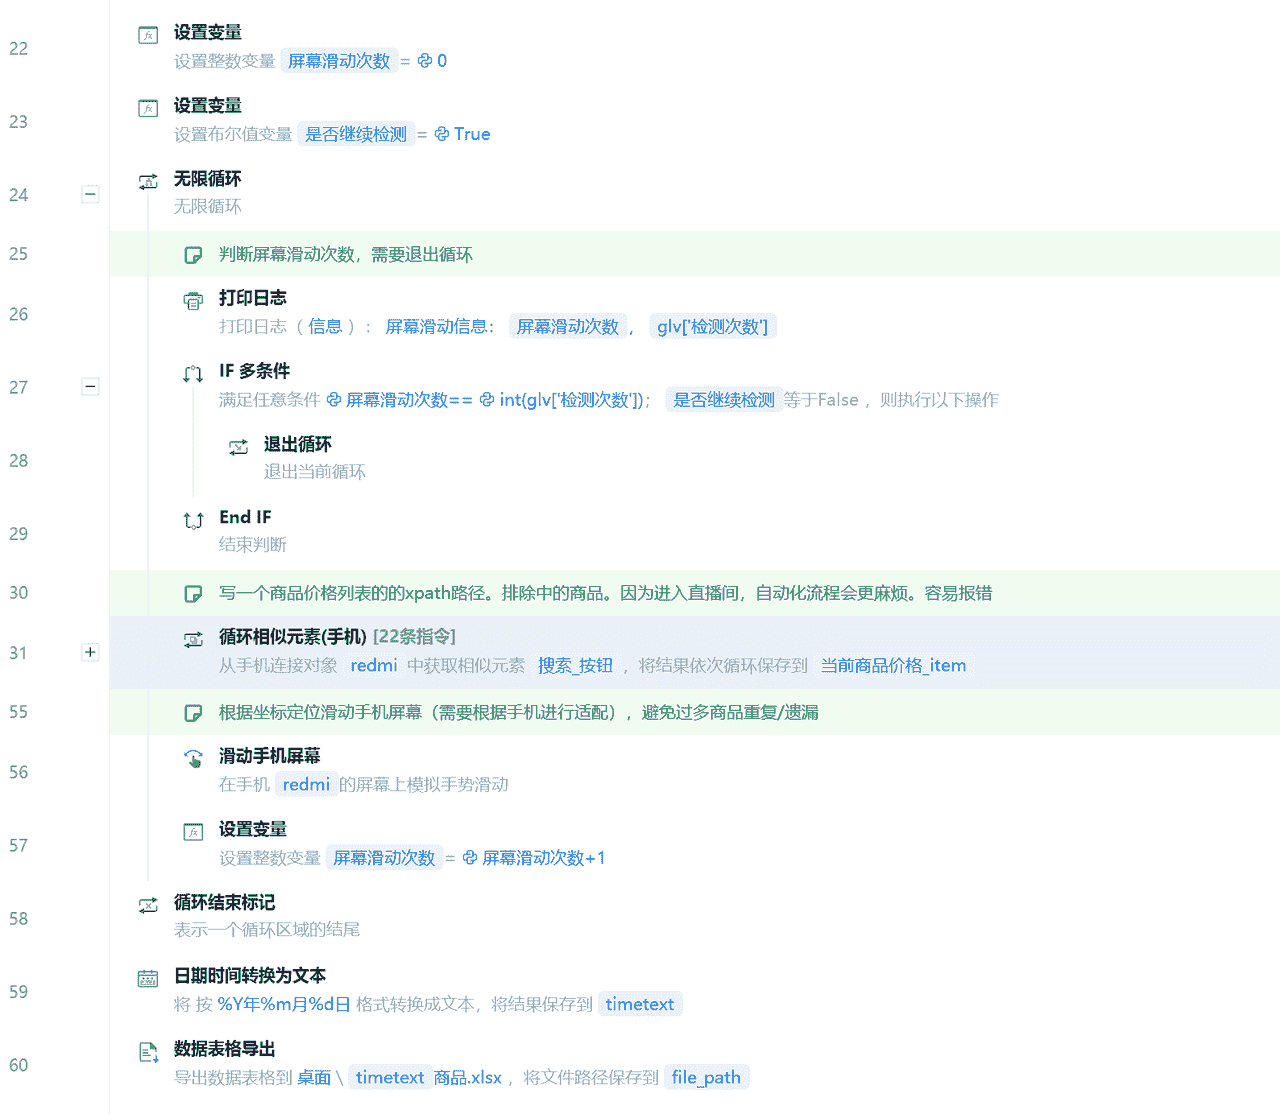 22
设置变量
设置整数变量 屏幕滑动次数 = 0
23
设置变量
设置布尔值变量 是否继续检测 = True
24
无限循环
无限循环
25
判断屏幕滑动次数，需要退出循环
26
打印日志
打印日志（ 信息 ）： 屏幕滑动信息： 屏幕滑动次数 ， glv['检测次数']
27
IF 多条件
满足任意条件 屏幕滑动次数== int(glv['检测次数']); 是否继续检测 等于False ，则执行以下操作
28
退出循环
退出当前循环
29
End IF
结束判断
30
写一个商品价格列表的的xpath路径。排除中的商品。因为进入直播间，自动化流程会更麻烦。容易报错
31
循环相似元素(手机) [22条指令]
从手机连接对象 redmi 中获取相似元素 搜索_按钮 ，将结果依次循环保存到 当前商品价格_item
55
根据坐标定位滑动手机屏幕（需要根据手机进行适配），避免过多商品重复/遗漏
56
滑动手机屏幕
在手机 redmi 的屏幕上模拟手势滑动
57
设置变量
设置整数变量 屏幕滑动次数 = 屏幕滑动次数+1
58
循环结束标记
表示一个循环区域的结尾
59
日期时间转换为文本
将 按 %Y年%m月%d日 格式转换成文本，将结果保存到 timetext
60
数据表格导出
导出数据表格到 桌面 \ timetext 商品.xlsx ，将文件路径保存到 file_path